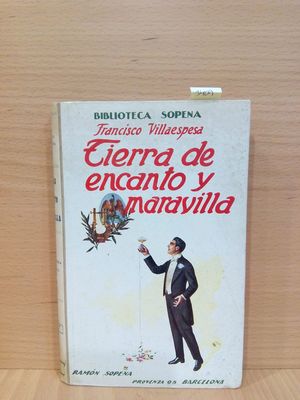 BIBLIOTECA SOPENA
Francisco Villaespesa
Tierra de
encanto y
maravilla
RAMÓN SOPENA
PROVENZA 95 BARCELONA